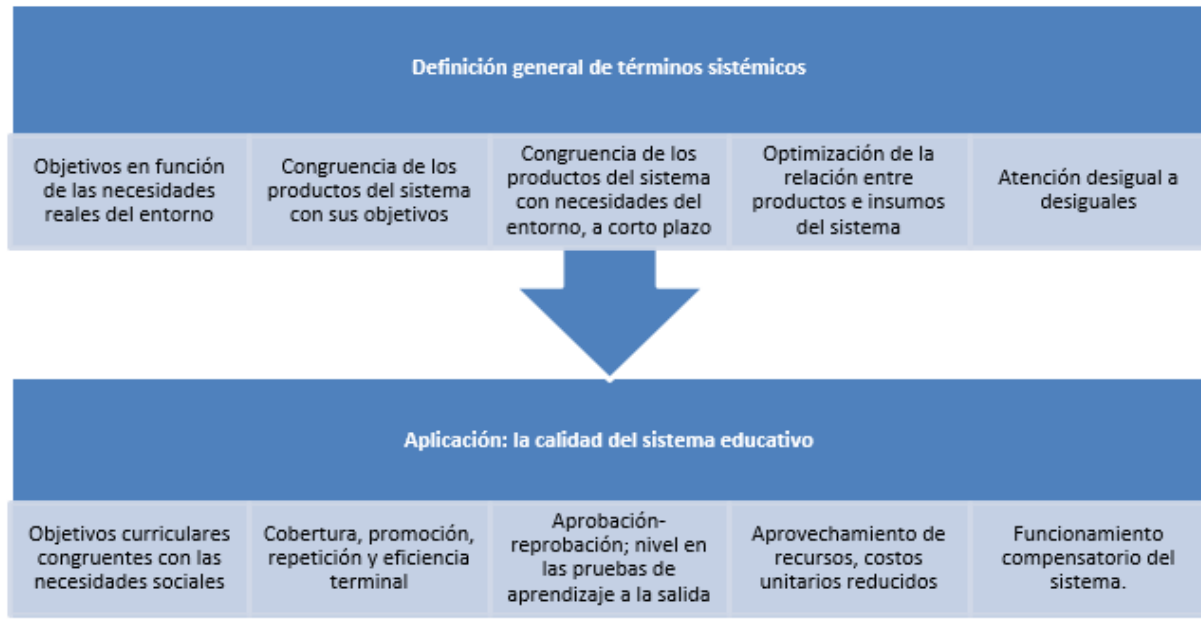 Definición general de términos sistémicos
Objetivos en función
de las necesidades
reales del entorno
Congruencia de los
productos del sistema
con sus objetivos
Congruencia de los
productos del sistema
con necesidades del
entorno, a corto plazo
Optimización de la
relación entre
productos e insumos
del sistema
Atención desigual a
desiguales
Aplicación: la calidad del sistema educativo
Objetivos curriculares
congruentes con las
necesidades sociales
Cobertura, promoción,
repetición y eficiencia
terminal
Aprobación-
reprobación; nivel en
las pruebas de
aprendizaje a la salida
Aprovechamiento de
recursos, costos
unitarios reducidos
Funcionamiento
compensatorio del
sistema.